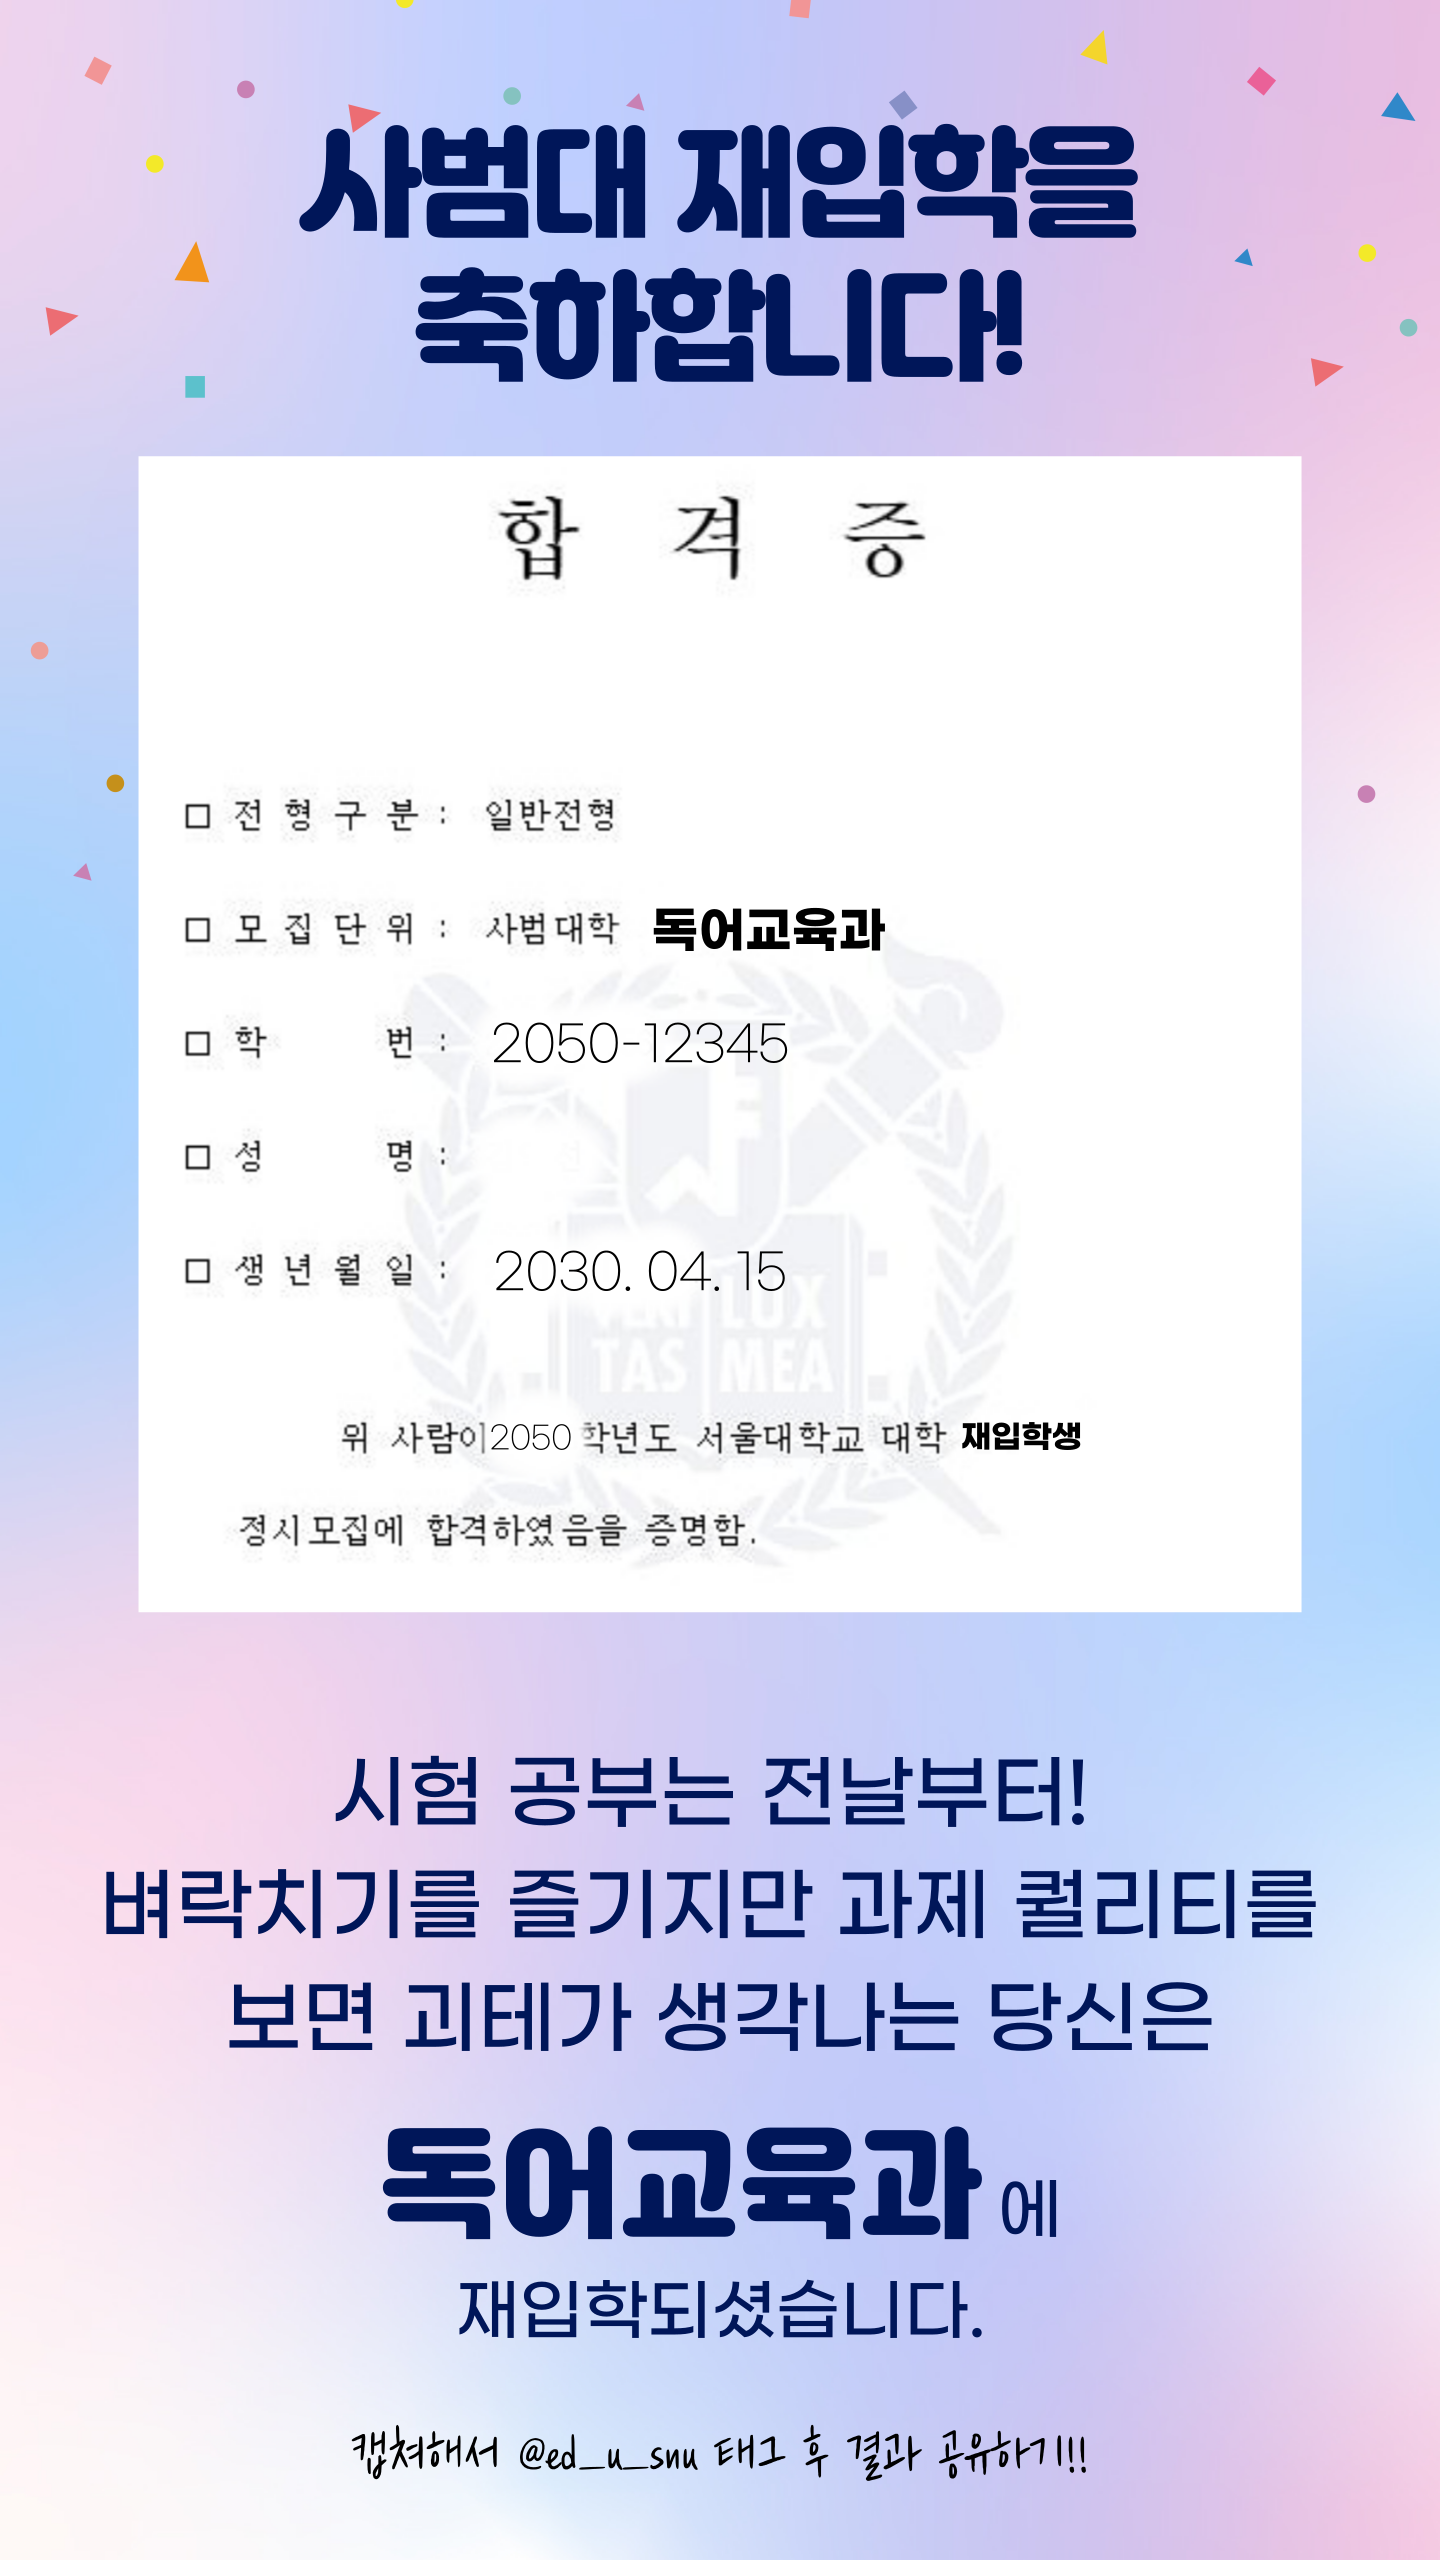 사범대 재입학을
축하합니다!
합 격 증
□ 전 형 구 분 : 일반전형
□ 모 집 단 위 : 사범대학 독어교육과
□ 학 번 : 2050-12345
□ 성 명 :
□ 생 년 월 일 : 2030. 04. 15
VERI LUX
TAS MEA
위 사람이 2050 학년도 서울대학교 대학 재입학생
정시모집에 합격하였음을 증명함.
시험 공부는 전날부터!
벼락치기를 즐기지만 과제 퀄리티를
보면 괴테가 생각나는 당신은
독어교육과 에
재입학되셨습니다.
캡쳐해서 @ed_u_snu 태그 후 결과 공유하기!!!